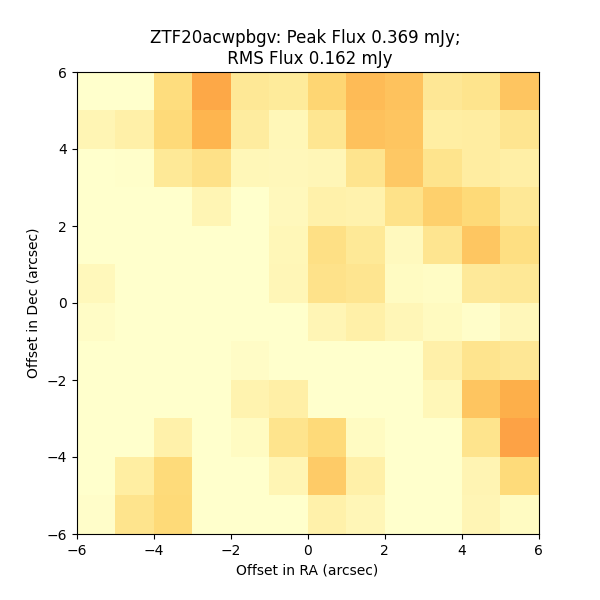 ZTF20acwpbgv: Peak Flux 0.369 mJy;
RMS Flux 0.162 mJy
6
4
2
0
−2
−4
−6
Offset in Dec (arcsec)
−6 −4 −2 0 2 4 6
Offset in RA (arcsec)